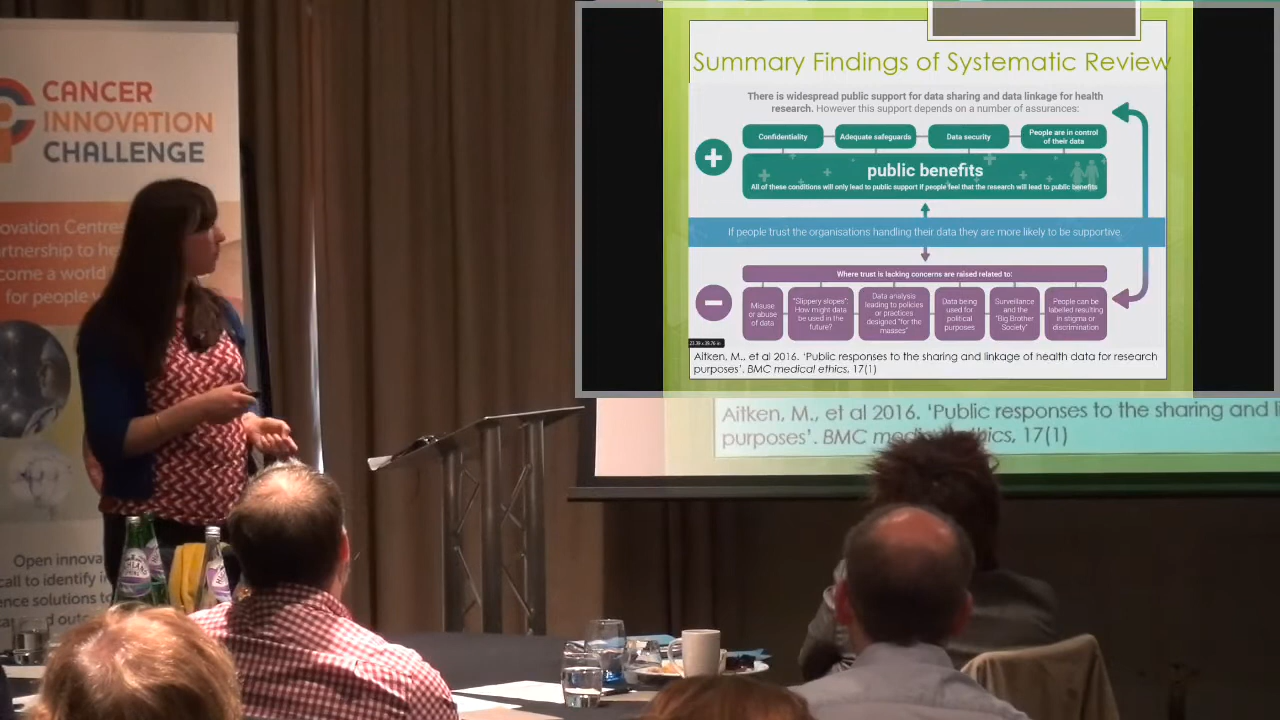 CANCER
INNOVATION
CHALLENGE
ovation Centres
rtnership to he
come a world
for people
Open innova
call to identify i
ence solutions to
Summary Findings of Systematic Review
There is widespread public support for data sharing and data linkage for health
research. However this support depends on a number of assurances:
Confidentiality
Adequate safeguards
Data security
People are in control
of their data
public benefits
All of these conditions will only lead to public support if people feel that the research will lead to public benefits
If people trust the organisations handling their data they are more likely to be supportive.
Where trust is lacking concerns are raised related to:
Misuse
or abuse
of data
"Slippery slopes":
How might data
be used in the
future?
Data analysis
leading to policies
or practices
designed "for the
masses"
Data being
used for
political
purposes
Surveillance
and the
"Big Brother
Society"
People can be
labelled resulting
in stigma or
discrimination
Aitken, M., et al 2016. 'Public responses to the sharing and linkage of health data for research
purposes'. BMC medical ethics, 17(1)
Aitken, M., et al 2016. 'Public responses to the sharing and l
purposes'. BMC medical ethics, 17(1)